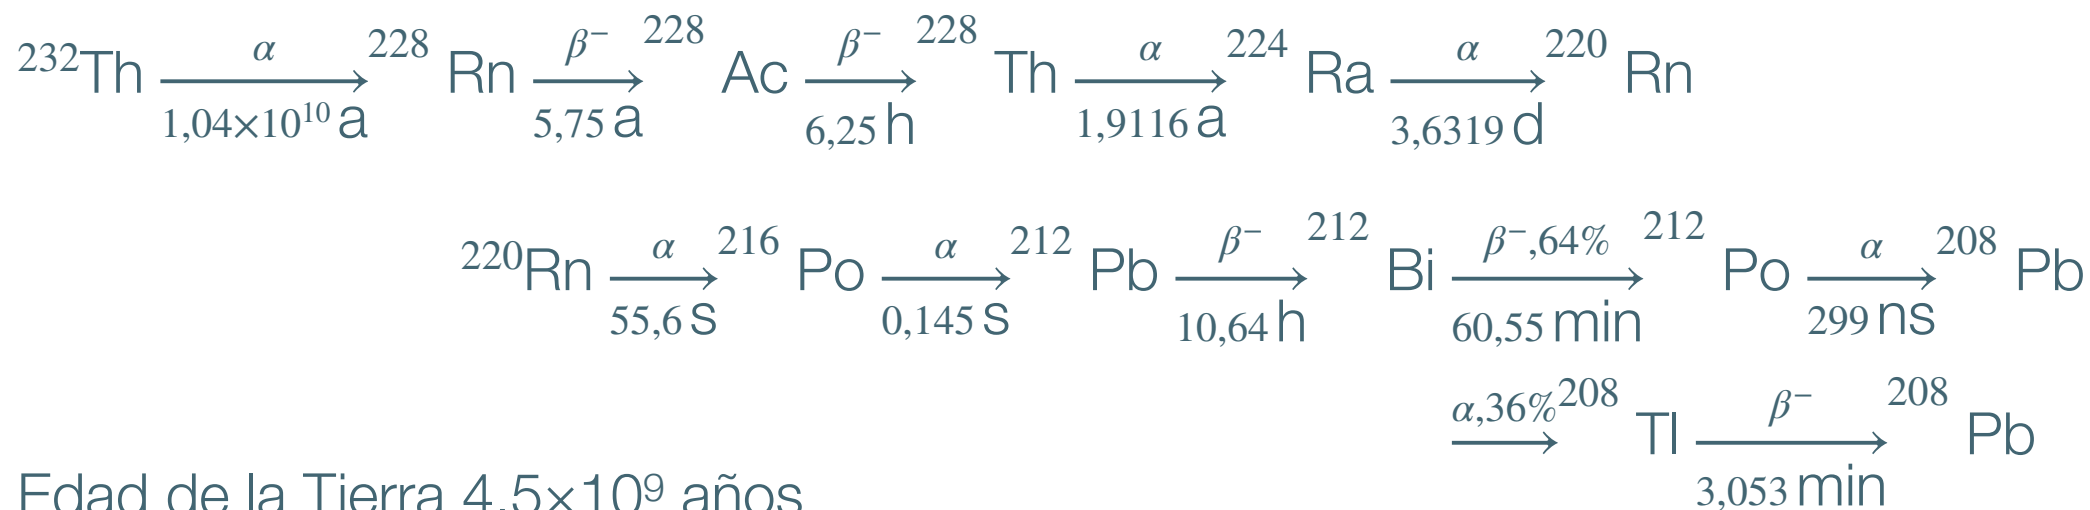 ²³²Th α 1,04×10¹⁰ a → ²²⁸Rn β⁻ 5,75 a → ²²⁸Ac β⁻ 6,25 h → ²²⁸Th α 1,9116 a → ²²⁴Ra α 3,6319 d → ²²⁰Rn
²²⁰Rn α 55,6 s → ²¹⁶Po α 0,145 s → ²¹²Pb β⁻ 10,64 h → ²¹²Bi β⁻,64% 60,55 min → ²¹²Po α 299 ns → ²⁰⁸Pb
α,36% → ²⁰⁸Tl β⁻ 3,053 min → ²⁰⁸Pb
Edad de la Tierra 4,5×10⁹ años